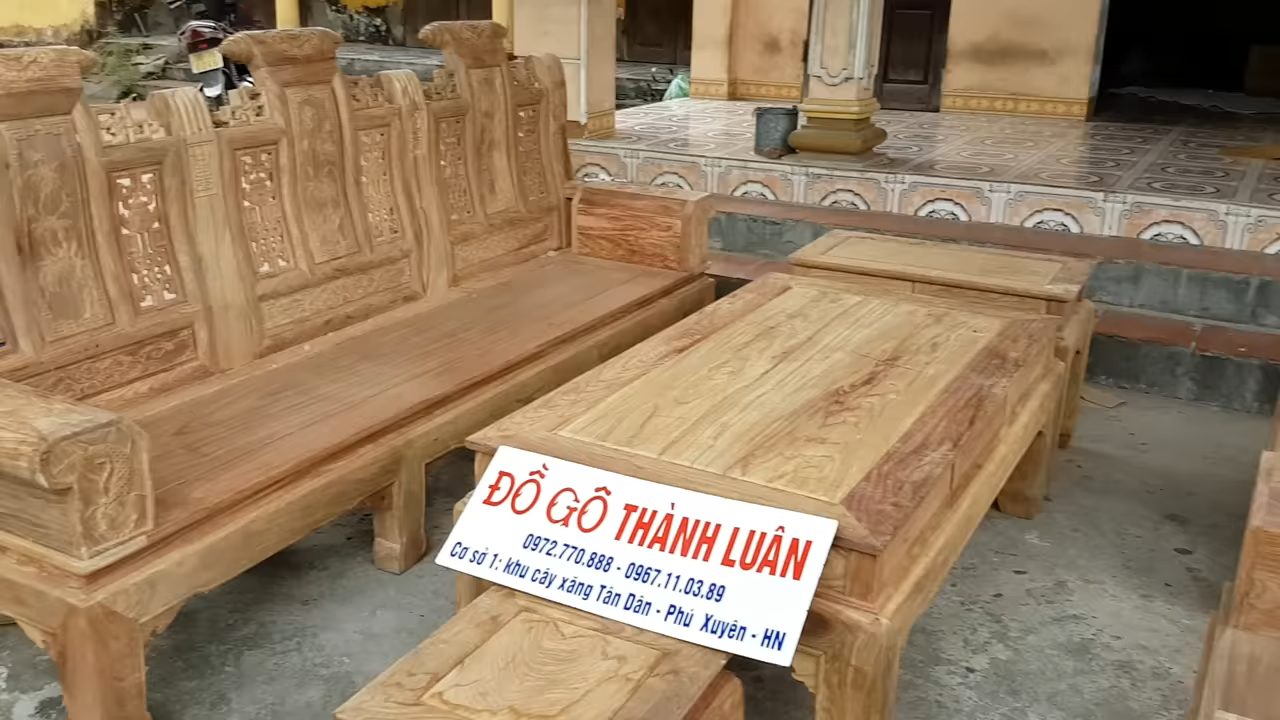 ĐỒ GÔ THÀNH LUÂN
0972.770.888 - 0967.11.03.89
Cơ sở 1: khu cây xăng Tân Dân - Phú Xuyên - HN